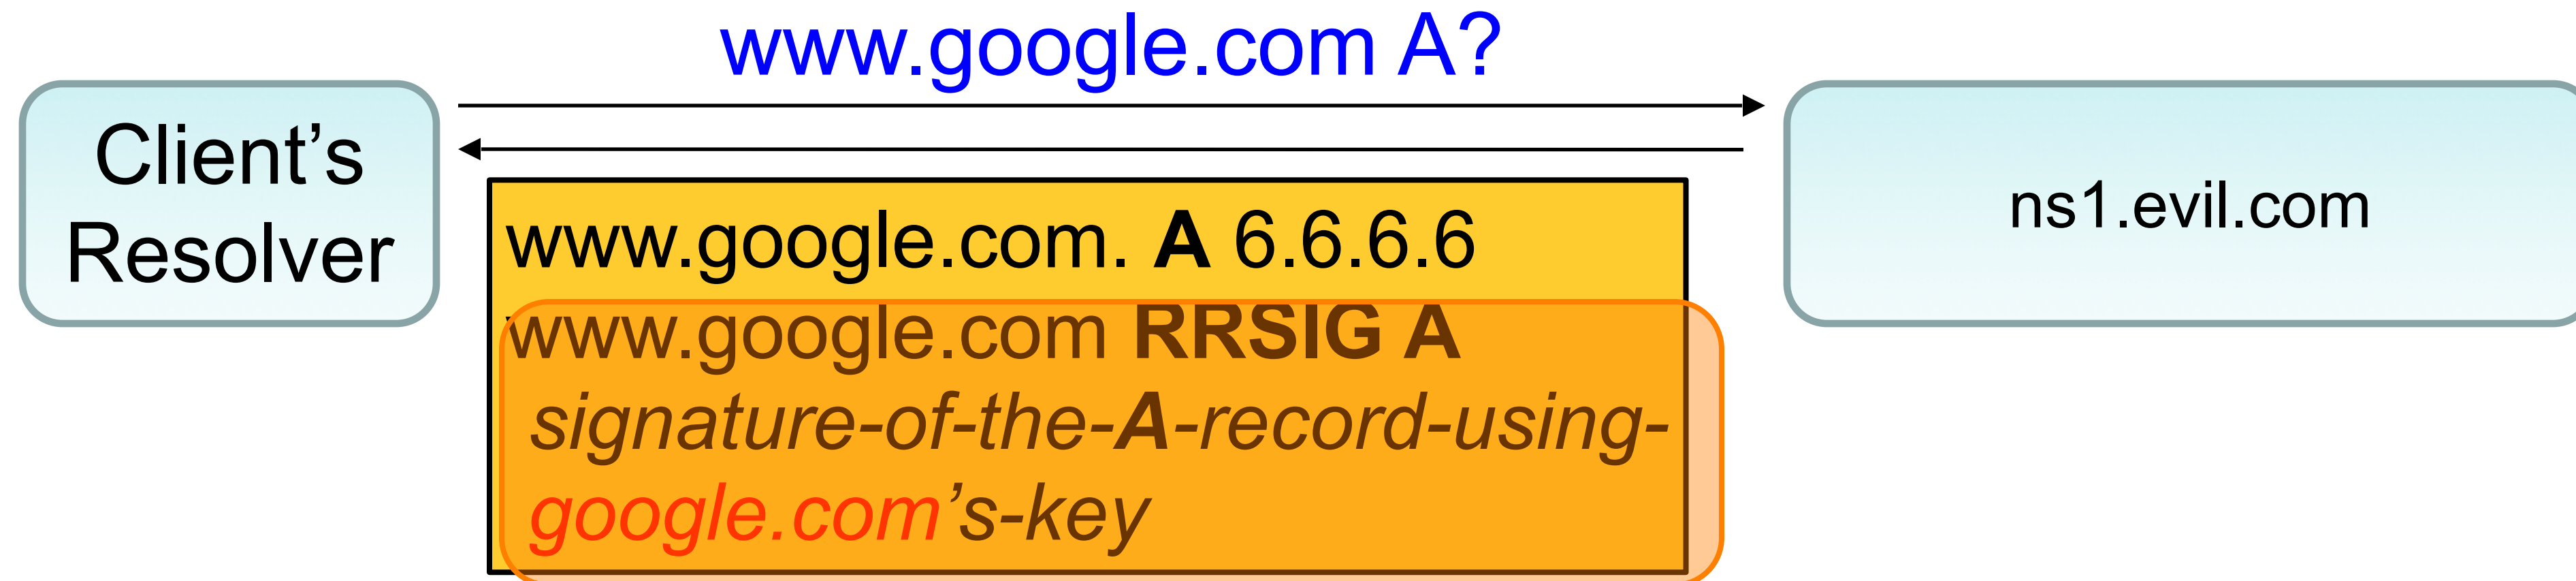 www.google.com A?
Client’s
Resolver
www.google.com. A 6.6.6.6
www.google.com RRSIG A
signature-of-the-A-record-using-
google.com’s-key
ns1.evil.com